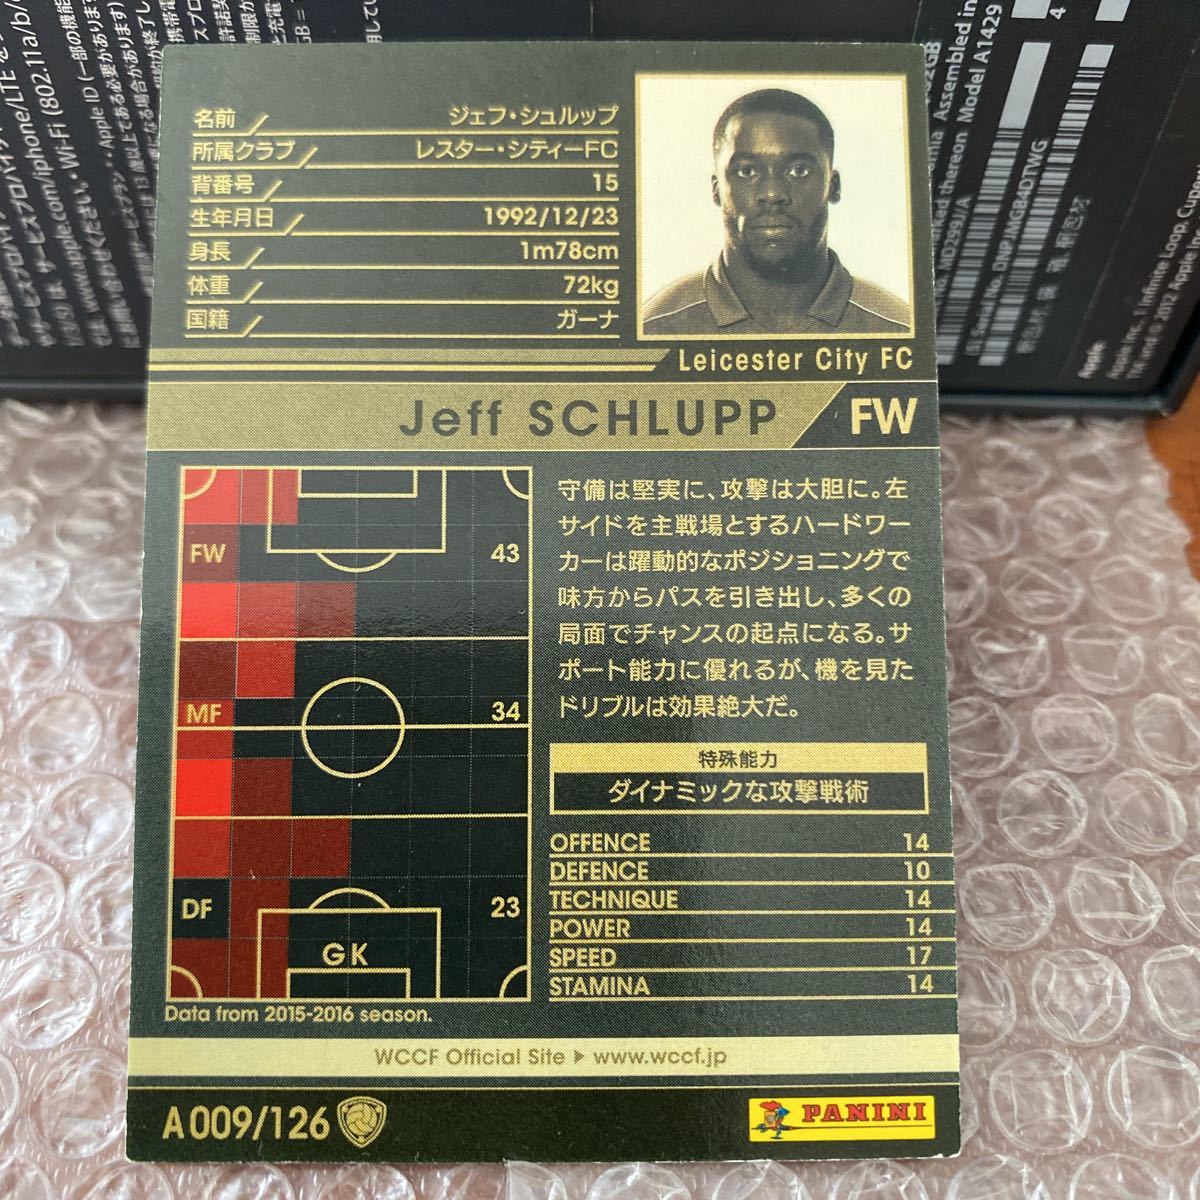 名前 ジェフ・シュルップ
所属クラブ レスター・シティーFC
背番号 15
生年月日 1992/12/23
身長 1m78cm
体重 72kg
国籍 ガーナ
Leicester City FC
Jeff SCHLUPP FW
FW 43
MF 34
DF 23
GK
Data from 2015-2016 season.
守備は堅実に、攻撃は大胆に。左
サイドを主戦場とするハードワー
カーは躍動的なポジショニングで
味方からパスを引き出し、多くの
局面でチャンスの起点になる。サ
ポート能力に優れるが、機を見た
ドリブルは効果絶大だ。
特殊能力
ダイナミックな攻撃戦術
OFFENCE 14
DEFENCE 10
TECHNIQUE 14
POWER 14
SPEED 17
STAMINA 14
WCCF Official Site ▶ www.wccf.jp
A009/126
PANINI
Model A1429